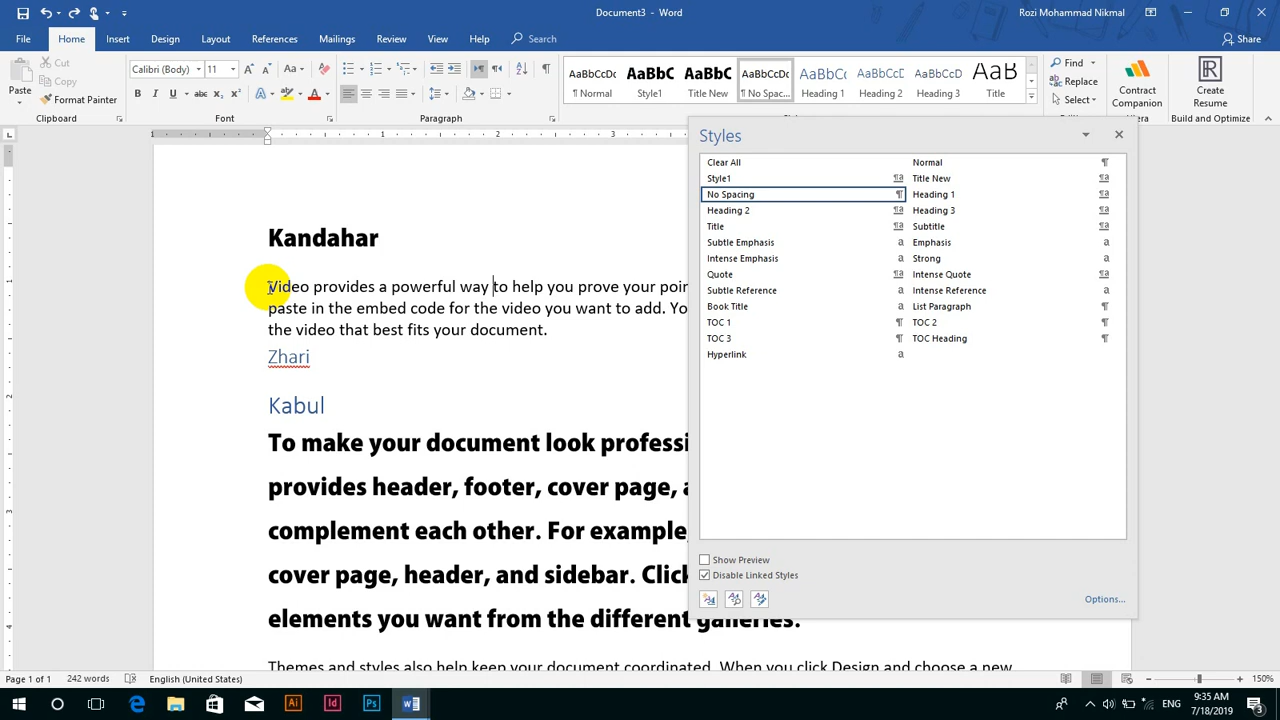 Document3 - Word
Rozi Mohammad Nikmal
File Home Insert Design Layout References Mailings Review View Help Search Share
Paste
Cut
Copy
Format Painter
Calibri (Body) 11
AaBbCcDc AaBbC AaBbC AaBbCcDc AaBbCc AaBbCcD AaBbCcD AaB
¶ Normal Style1 Title New ¶ No Spac... Heading 1 Heading 2 Heading 3 Title
Find
Replace
Select
Contract
Companion
Create
Resume
Clipboard Font Paragraph Build and Optimize
Styles
Clear All Normal
Style1 Title New
No Spacing Heading 1
Heading 2 Heading 3
Title Subtitle
Subtle Emphasis Emphasis
Intense Emphasis Strong
Quote Intense Quote
Subtle Reference Intense Reference
Book Title List Paragraph
TOC 1 TOC 2
TOC 3 TOC Heading
Hyperlink
Show Preview
Disable Linked Styles
Options...
Kandahar
Video provides a powerful way to help you prove your poin
paste in the embed code for the video you want to add. Yo
the video that best fits your document.
Zhari
Kabul
To make your document look professi
provides header, footer, cover page, a
complement each other. For example,
cover page, header, and sidebar. Click
elements you want from the different galleries.
Themes and styles also help keep your document coordinated. When you click Design and choose a new
Page 1 of 1 242 words English (United States) 150%
ENG
9:35 AM
7/18/2019